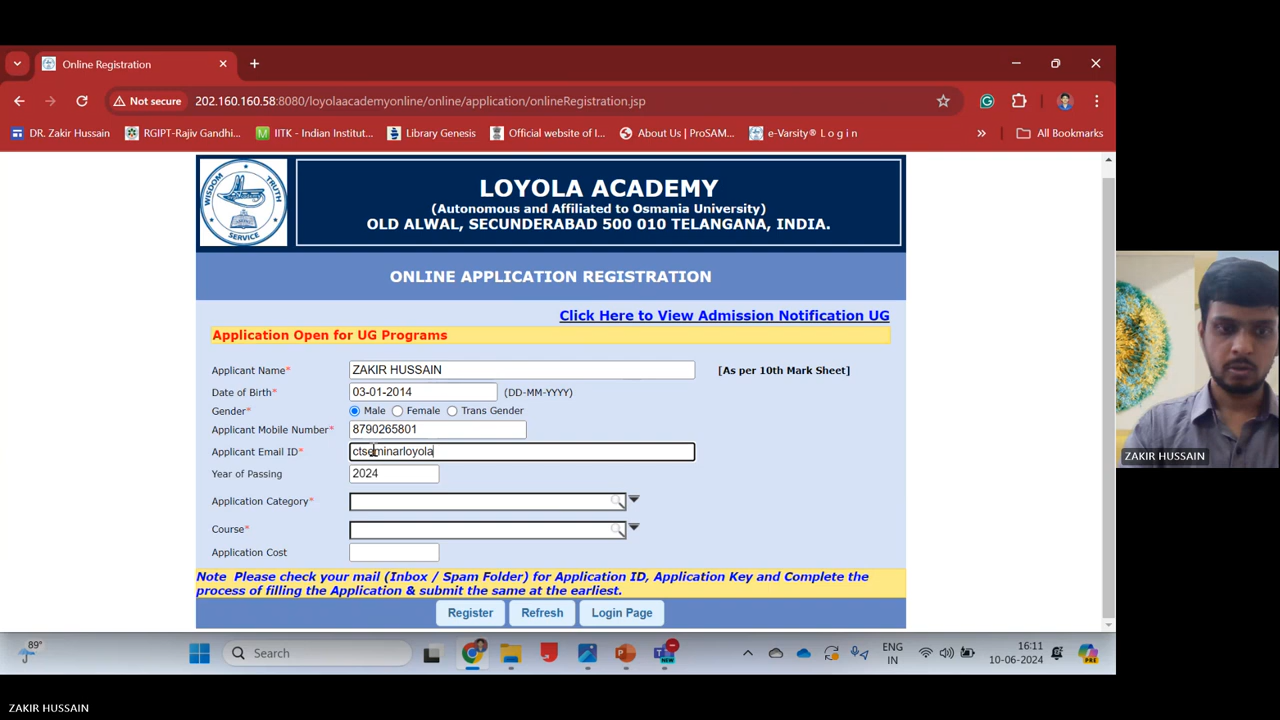 Online Registration
Not secure 202.160.160.58:8080/loyolaacademyonline/online/application/onlineRegistration.jsp
DR. Zakir Hussain RGIPT-Rajiv Gandhi... IITK - Indian Institut... Library Genesis Official website of I... About Us | ProSAM... e-Varsity® L o g i n » All Bookmarks
WISDOM TRUTH SERVICE
LOYOLA ACADEMY
(Autonomous and Affiliated to Osmania University)
OLD ALWAL, SECUNDERABAD 500 010 TELANGANA, INDIA.
ONLINE APPLICATION REGISTRATION
Click Here to View Admission Notification UG
Application Open for UG Programs
Applicant Name* ZAKIR HUSSAIN [As per 10th Mark Sheet]
Date of Birth* 03-01-2014 (DD-MM-YYYY)
Gender* Male Female Trans Gender
Applicant Mobile Number* 8790265801
Applicant Email ID* ctseminarloyola
Year of Passing 2024
Application Category*
Course*
Application Cost
Note Please check your mail (Inbox / Spam Folder) for Application ID, Application Key and Complete the
process of filling the Application & submit the same at the earliest.
Register Refresh Login Page
ZAKIR HUSSAIN
89° Search NEW ENG IN 16:11 10-06-2024 PRE
ZAKIR HUSSAIN